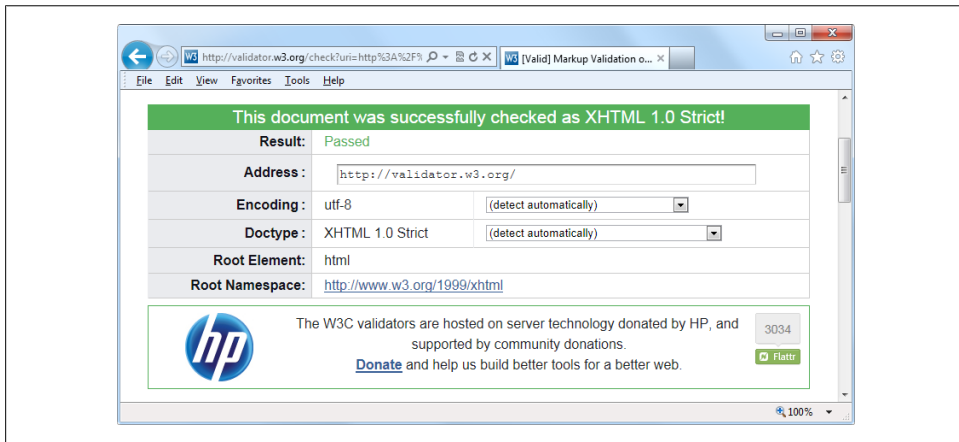 http://validator.w3.org/check?uri=http%3A%2F%
W3 [Valid] Markup Validation o...
File Edit View Favorites Tools Help
This document was successfully checked as XHTML 1.0 Strict!
Result: Passed
Address : http://validator.w3.org/
Encoding : utf-8 (detect automatically)
Doctype : XHTML 1.0 Strict (detect automatically)
Root Element: html
Root Namespace: http://www.w3.org/1999/xhtml
hp
The W3C validators are hosted on server technology donated by HP, and
supported by community donations.
Donate and help us build better tools for a better web.
3034
Flattr
100%